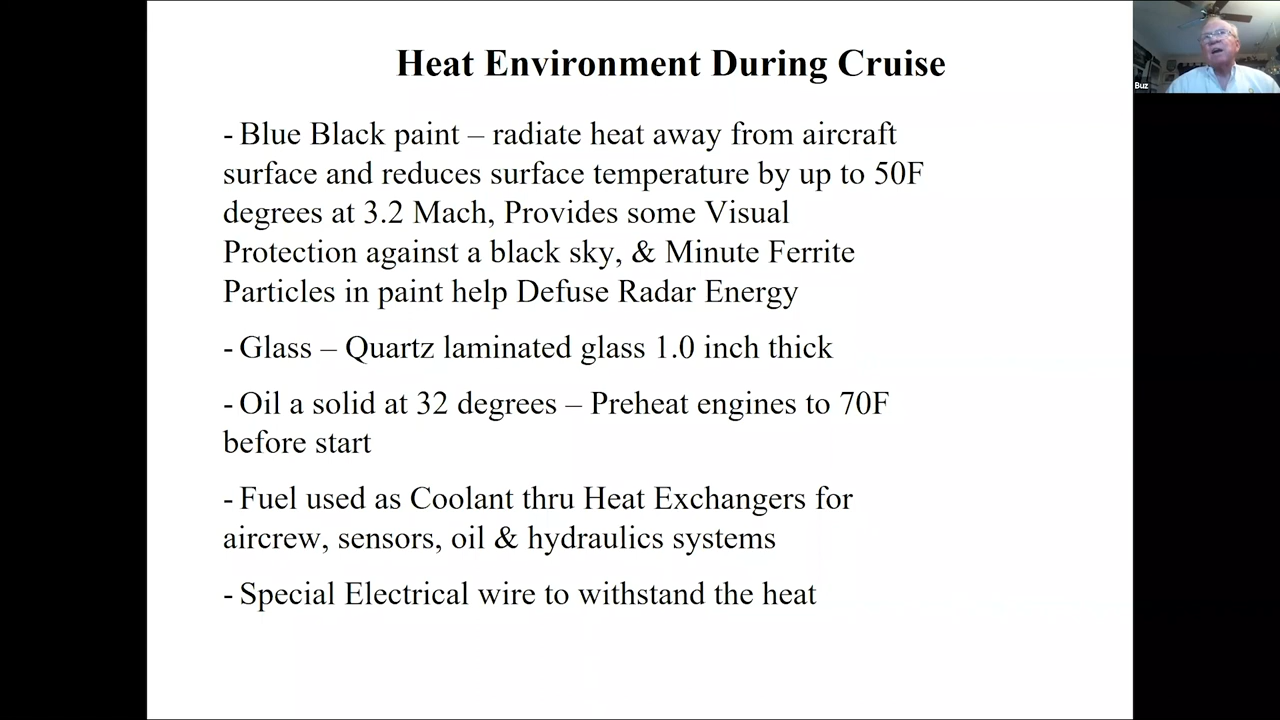 Heat Environment During Cruise
- Blue Black paint – radiate heat away from aircraft
surface and reduces surface temperature by up to 50F
degrees at 3.2 Mach, Provides some Visual
Protection against a black sky, & Minute Ferrite
Particles in paint help Defuse Radar Energy
- Glass – Quartz laminated glass 1.0 inch thick
- Oil a solid at 32 degrees – Preheat engines to 70F
before start
- Fuel used as Coolant thru Heat Exchangers for
aircrew, sensors, oil & hydraulics systems
- Special Electrical wire to withstand the heat
Buz